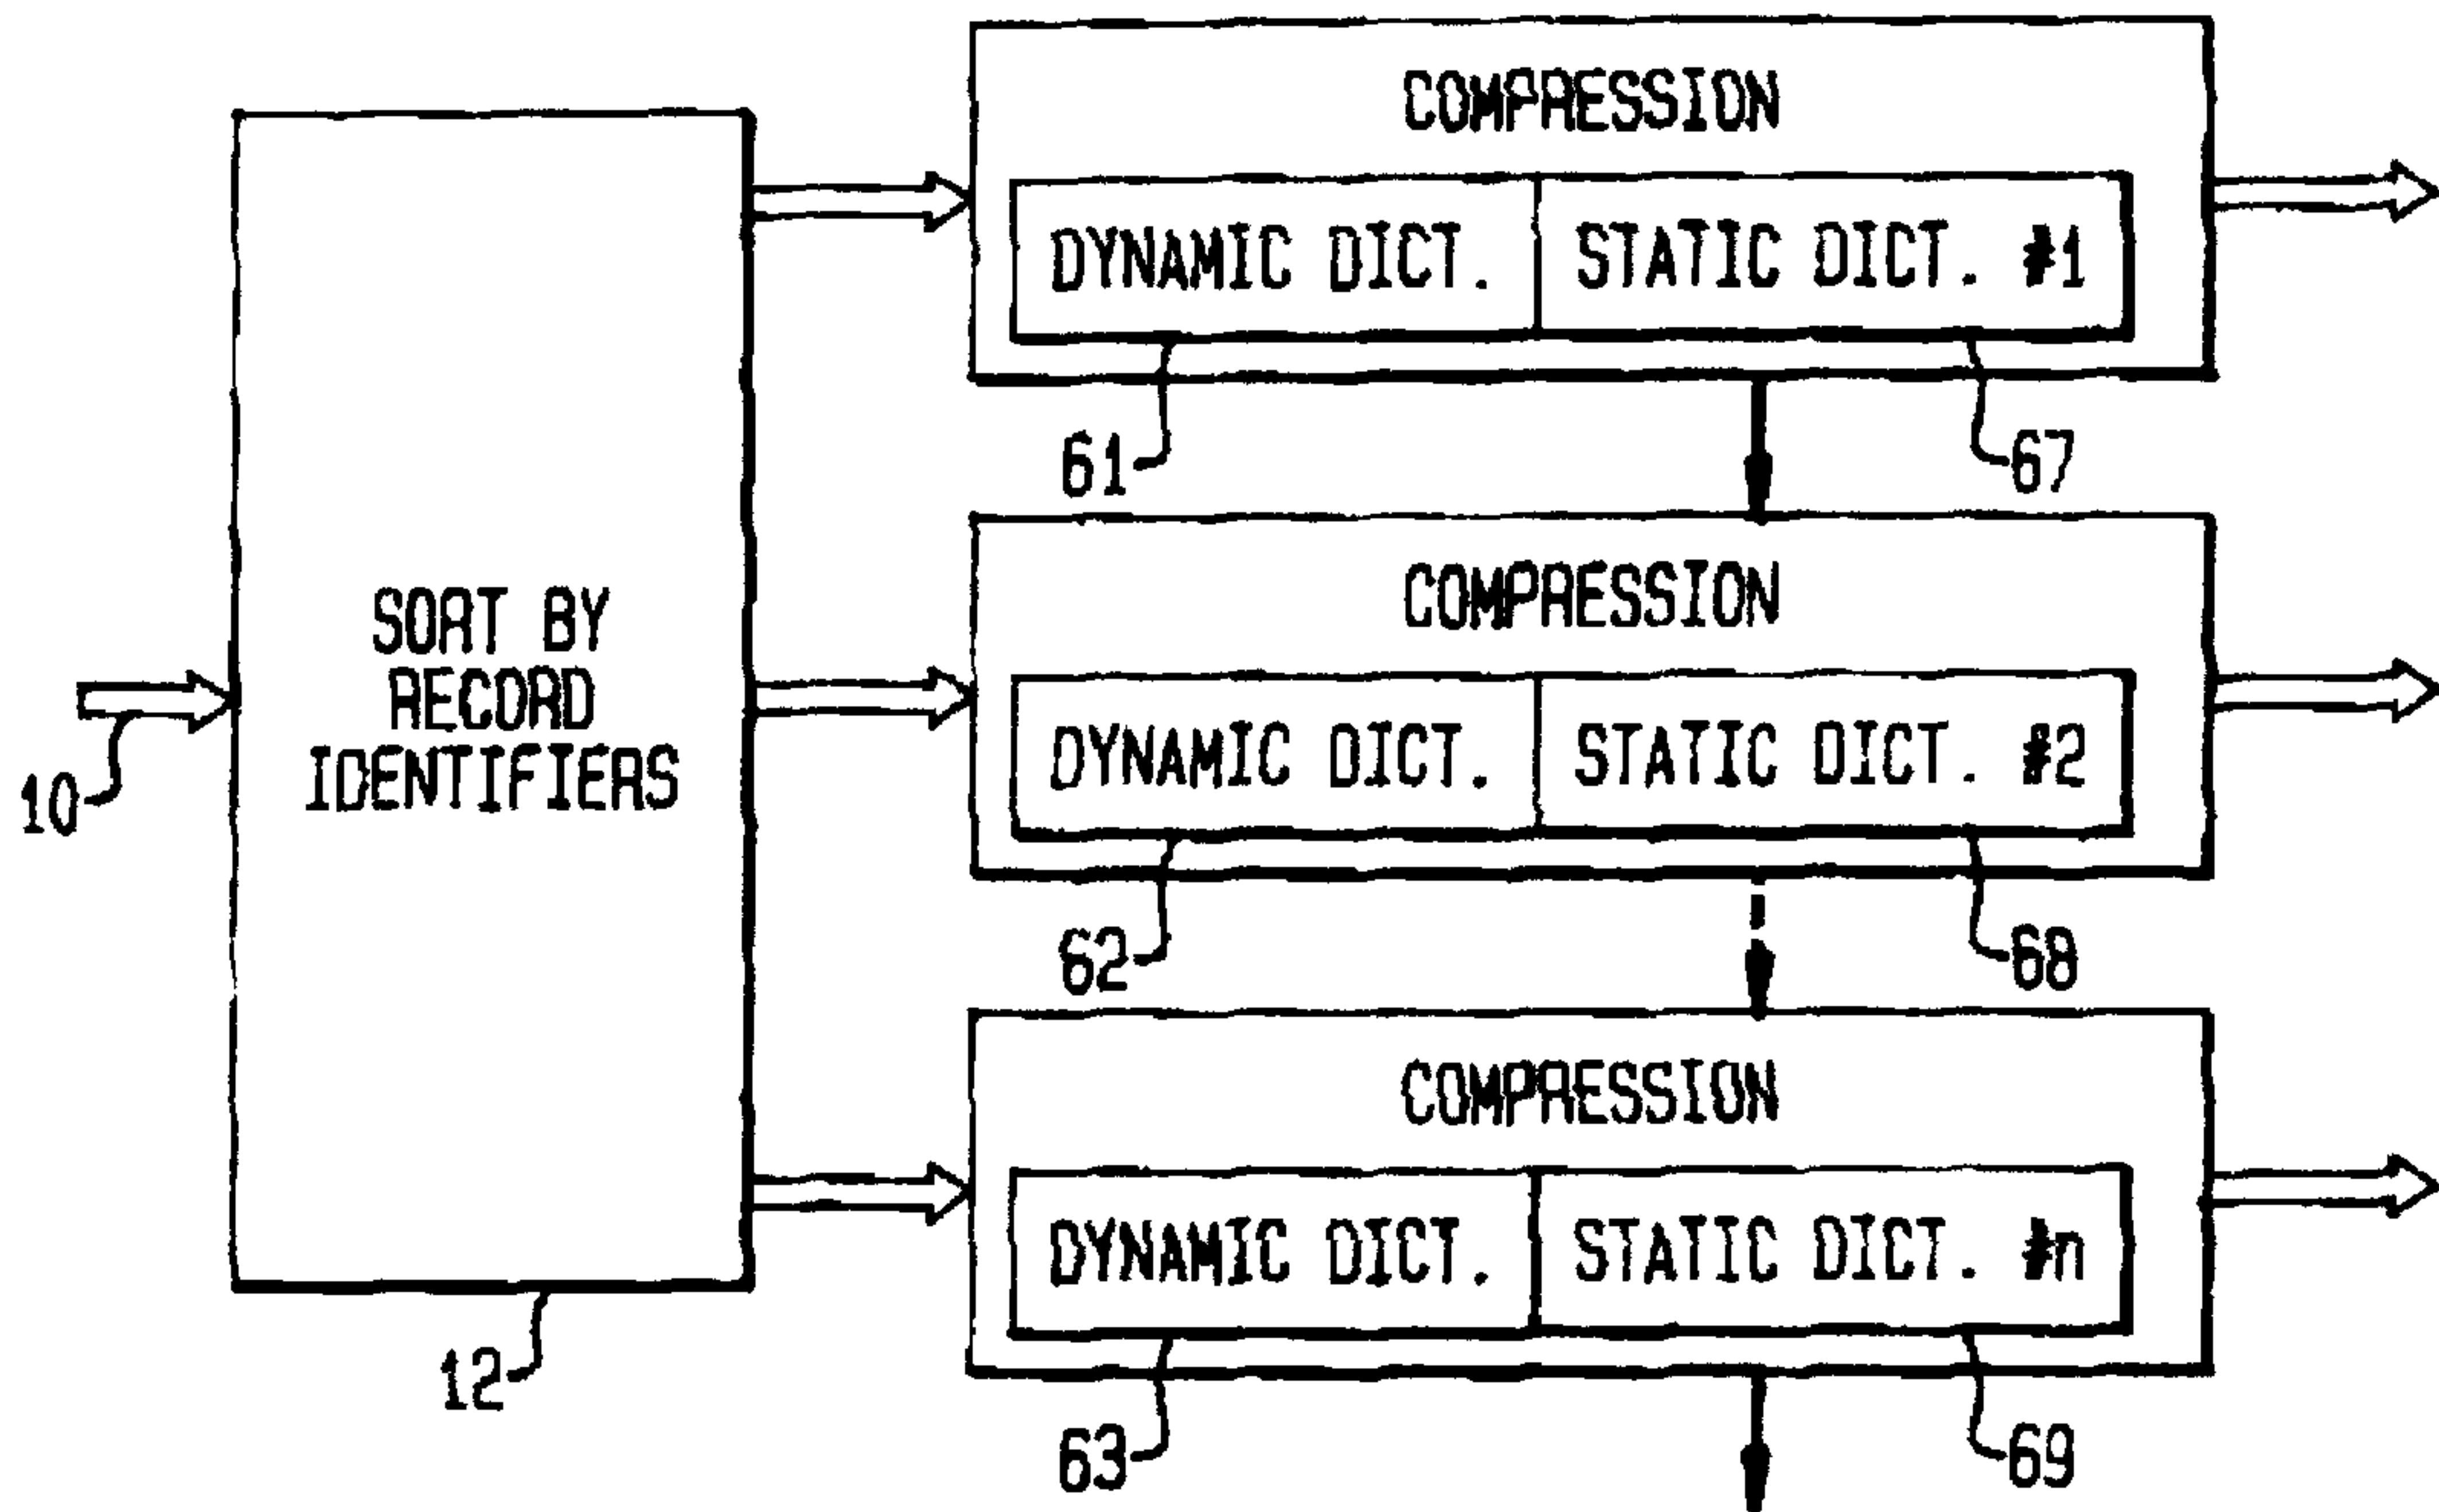 COMPRESSION
DYNAMIC DICT. STATIC DICT. #1
61 67
SORT BY
RECORD
IDENTIFIERS
10
12
COMPRESSION
DYNAMIC DICT. STATIC DICT. #2
62 68
COMPRESSION
DYNAMIC DICT. STATIC DICT. #n
63 69